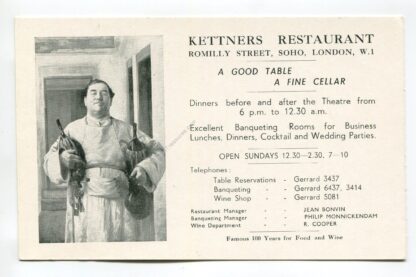 KETTNERS RESTAURANT
ROMILLY STREET, SOHO, LONDON, W.1
A GOOD TABLE
A FINE CELLAR
Dinners before and after the Theatre from
6 p.m. to 12.30 a.m.
Excellent Banqueting Rooms for Business
Lunches, Dinners, Cocktail and Wedding Parties.
OPEN SUNDAYS 12.30—2.30, 7—10
Telephones:
Table Reservations - - Gerrard 3437
Banqueting - - Gerrard 6437, 3414
Wine Shop - - Gerrard 5081
Restaurant Manager - - JEAN BONVIN
Banqueting Manager - - PHILIP MONNICKENDAM
Wine Department - - R. COOPER
Famous 100 Years for Food and Wine